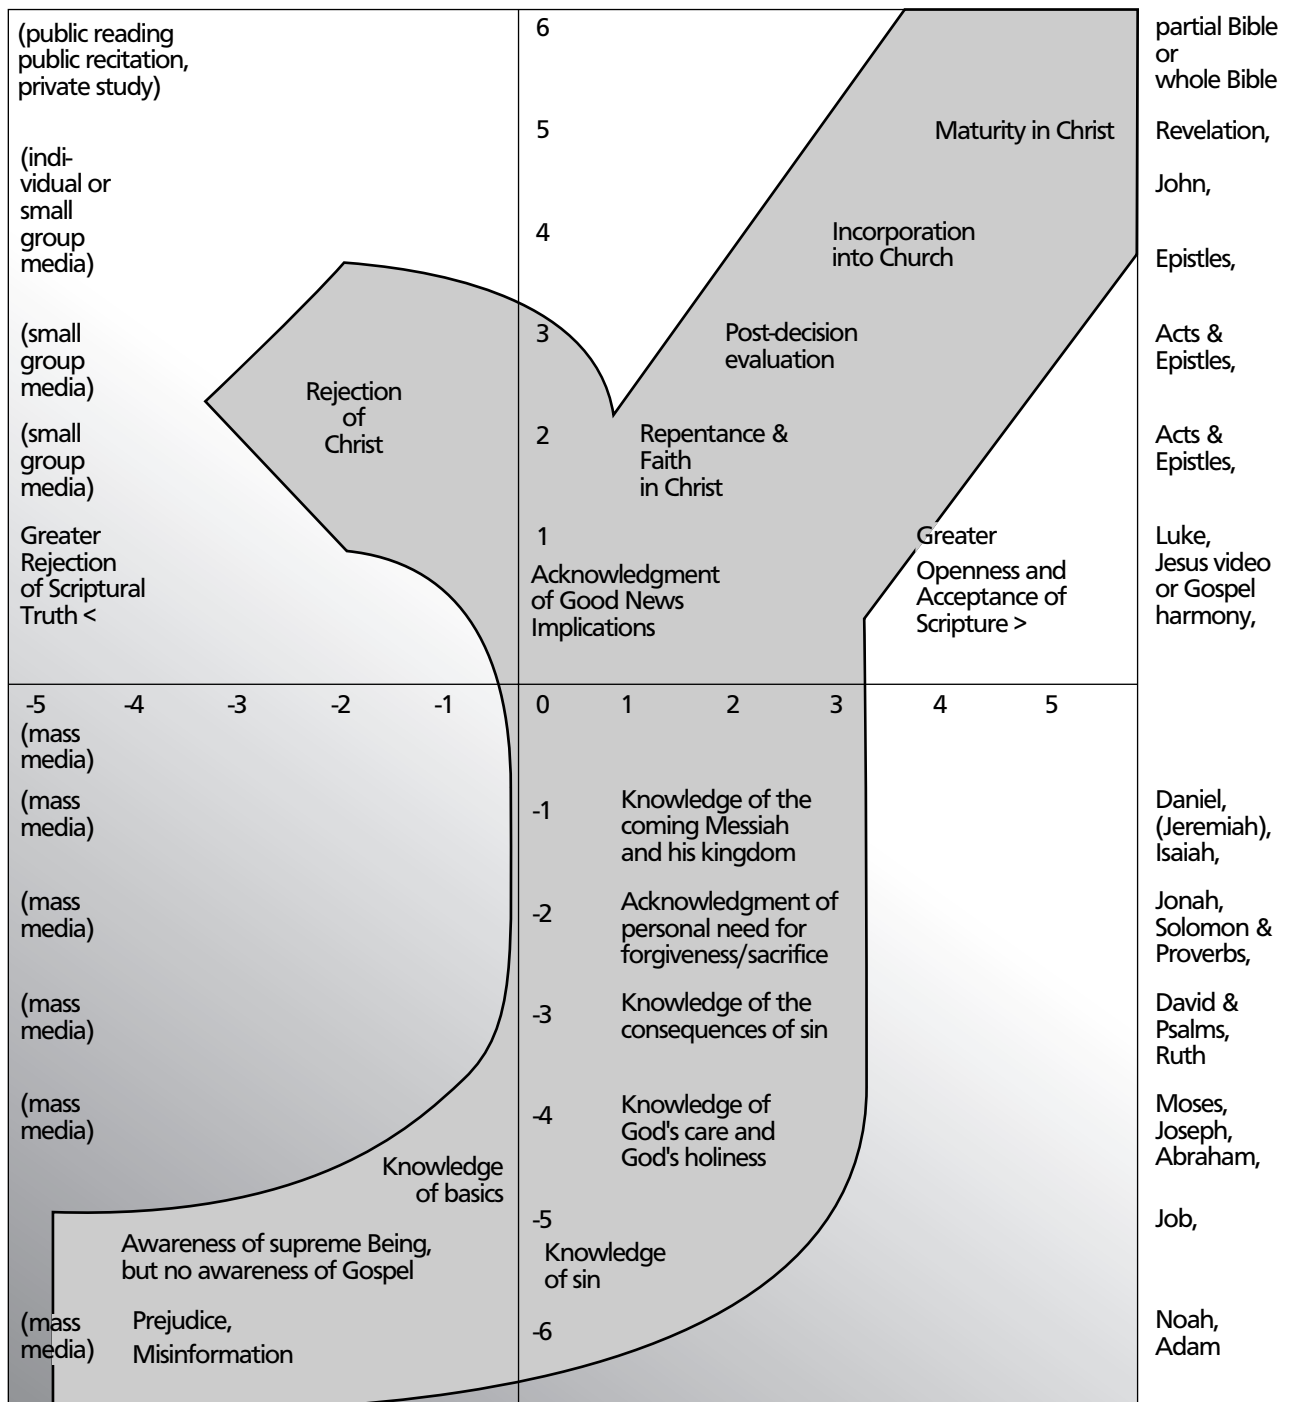 (public reading
public recitation,
private study)
6
partial Bible
or
whole Bible
5
Maturity in Christ
Revelation,
(indi-
vidual or
small
group
media)
John,
4
Incorporation
into Church
Epistles,
(small
group
media)
3
Post-decision
evaluation
Acts &
Epistles,
Rejection
of
Christ
(small
group
media)
2
Repentance &
Faith
in Christ
Acts &
Epistles,
Greater
Rejection
of Scriptural
Truth <
1
Acknowledgment
of Good News
Implications
Greater
Openness and
Acceptance of
Scripture >
Luke,
Jesus video
or Gospel
harmony,
-5 -4 -3 -2 -1 0 1 2 3 4 5
(mass
media)
(mass
media)
-1
Knowledge of the
coming Messiah
and his kingdom
Daniel,
(Jeremiah),
Isaiah,
(mass
media)
-2
Acknowledgment of
personal need for
forgiveness/sacrifice
Jonah,
Solomon &
Proverbs,
(mass
media)
-3
Knowledge of the
consequences of sin
David &
Psalms,
Ruth
(mass
media)
-4
Knowledge of
God's care and
God's holiness
Moses,
Joseph,
Abraham,
Knowledge
of basics
-5
Job,
Awareness of supreme Being,
but no awareness of Gospel
Knowledge
of sin
(mass
media)
Prejudice,
Misinformation
-6
Noah,
Adam